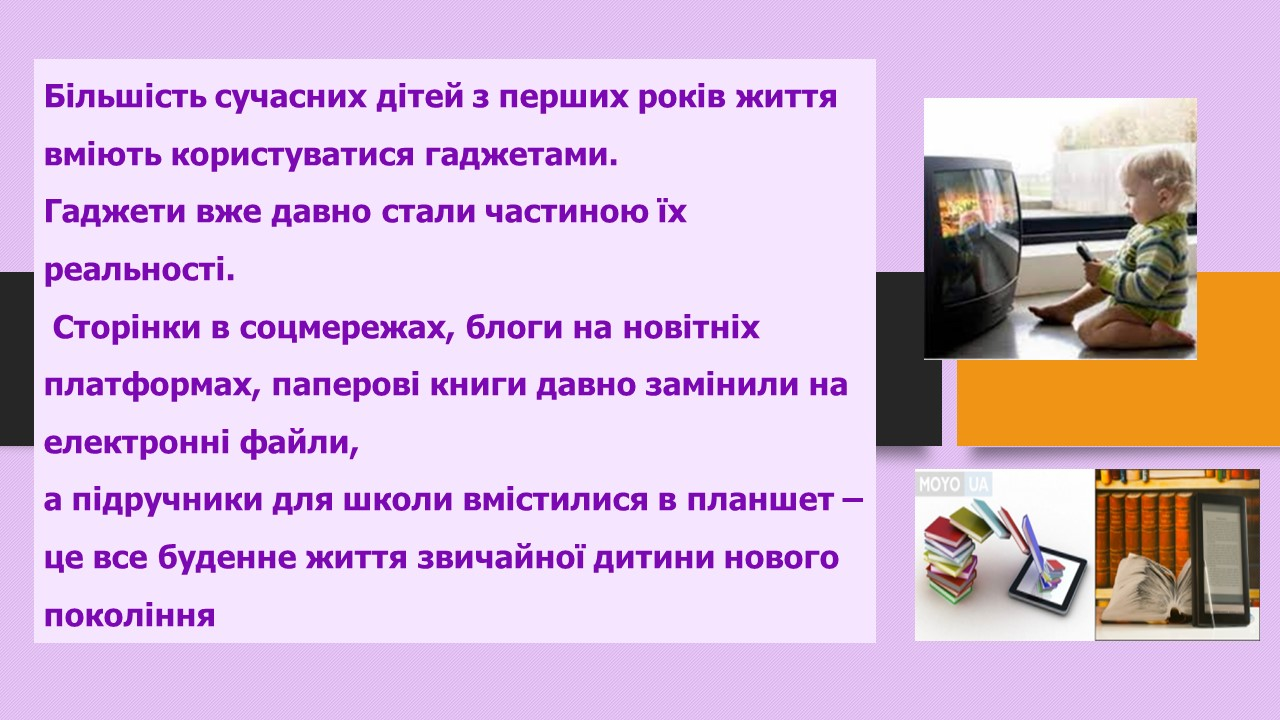 Більшість сучасних дітей з перших років життя
вміють користуватися гаджетами.
Гаджети вже давно стали частиною їх
реальності.
Сторінки в соцмережах, блоги на новітніх
платформах, паперові книги давно замінили на
електронні файли,
а підручники для школи вмістилися в планшет –
це все буденне життя звичайної дитини нового
покоління
MOYO UA